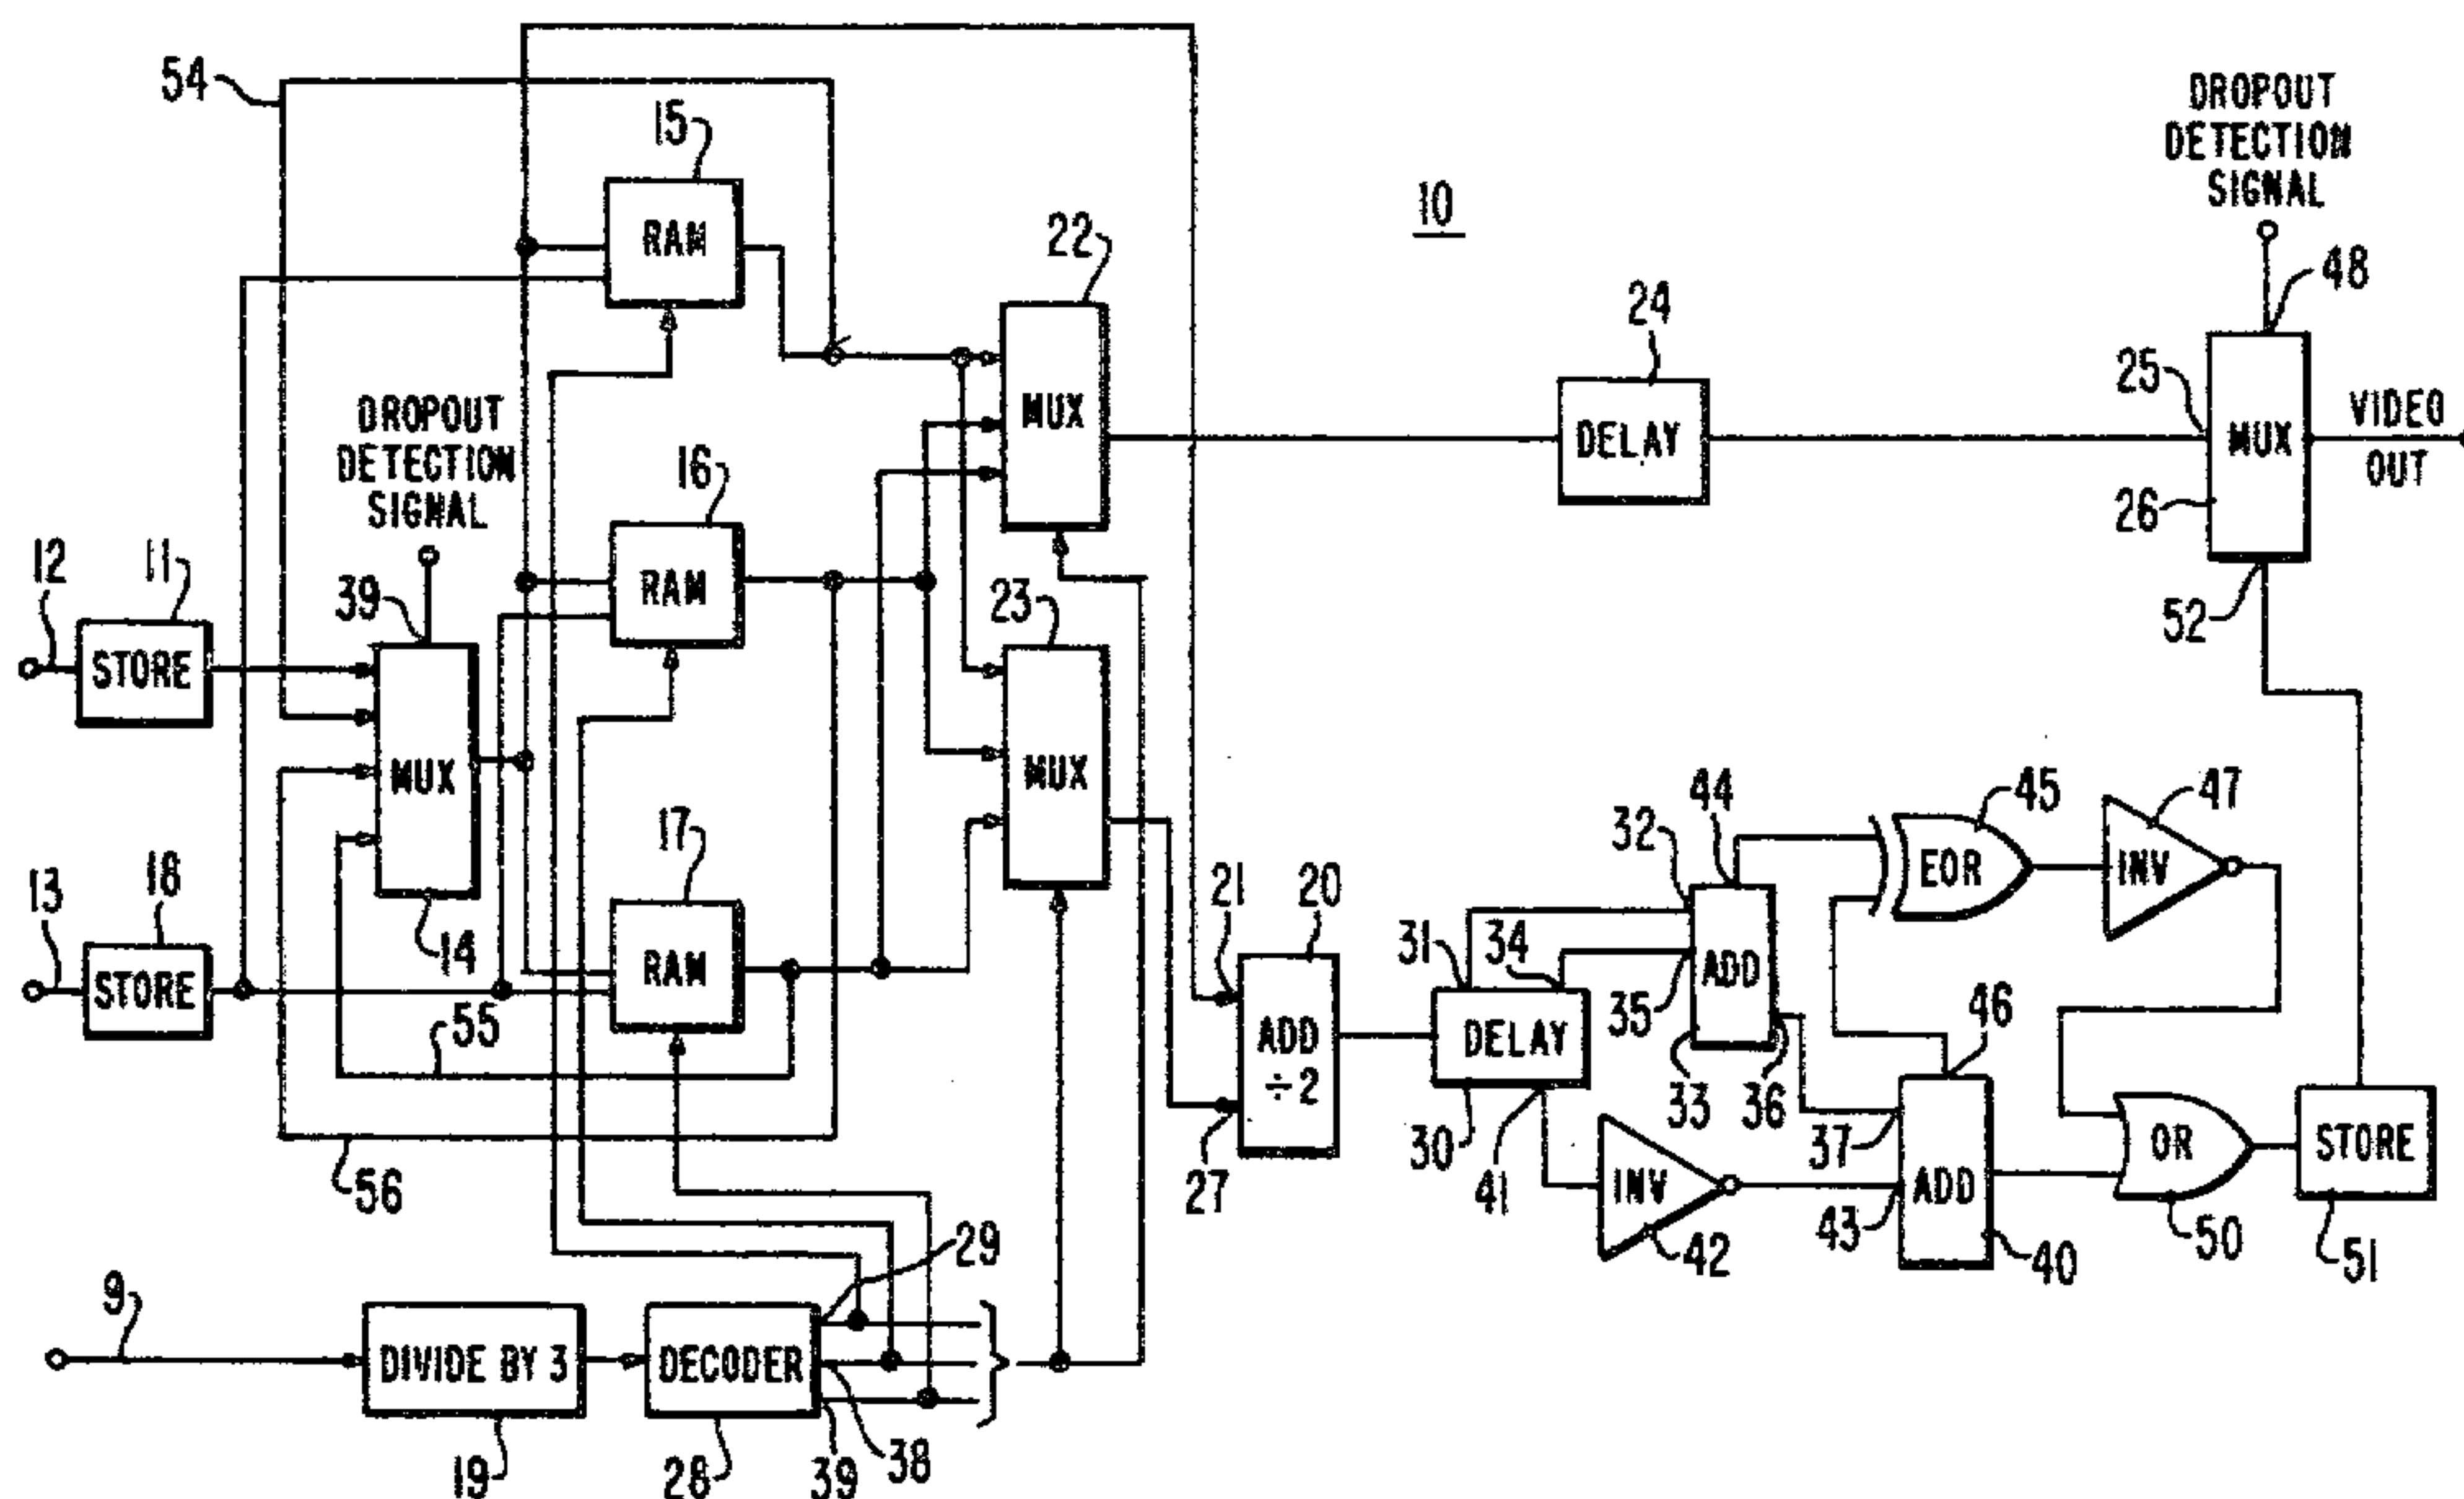 54
15
RAM
10
22
MUX
24
DELAY
DROPOUT
DETECTION
SIGNAL
48
25
MUX
26
VIDEO
OUT
52
DROPOUT
DETECTION
SIGNAL
39
16
RAM
12
11
STORE
MUX
14
23
MUX
13
18
STORE
55
56
17
RAM
21
20
ADD
÷2
27
31
34
DELAY
30
41
32
44
35
ADD
33
36
45
EOR
47
INV
46
37
INV
42
43
ADD
40
OR
50
STORE
51
9
DIVIDE BY 3
19
DECODER
28
29
38
39